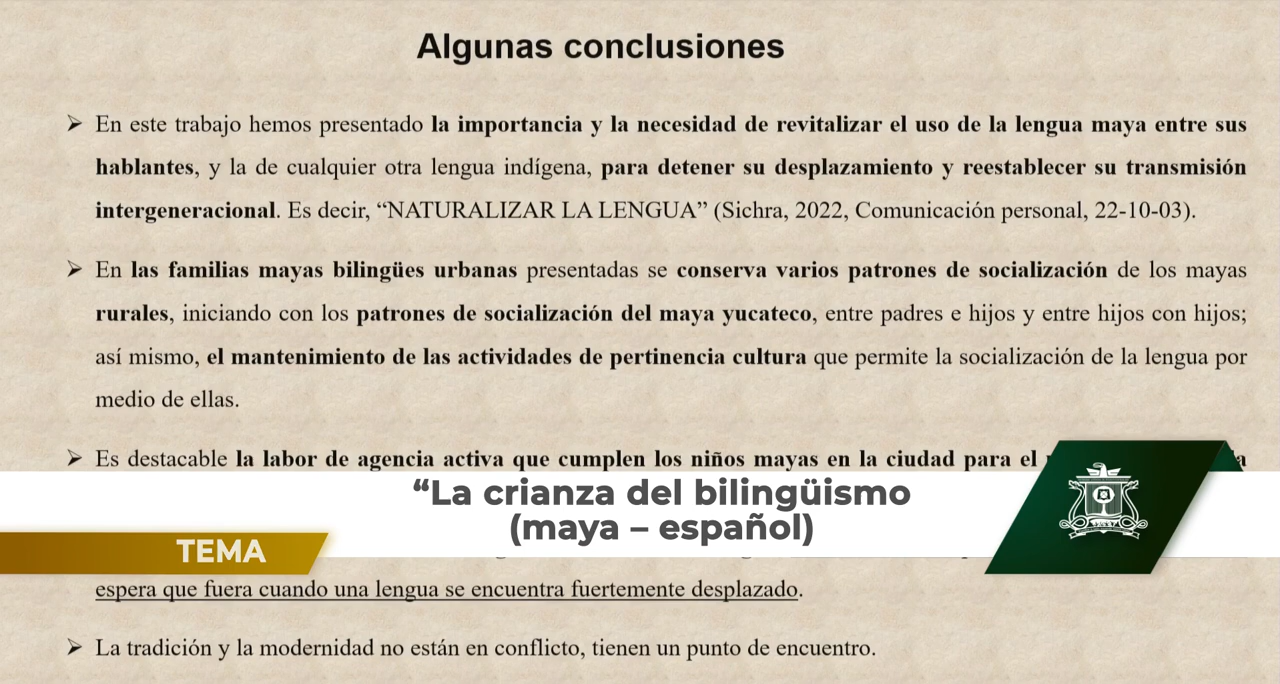 Algunas conclusiones
➢ En este trabajo hemos presentado la importancia y la necesidad de revitalizar el uso de la lengua maya entre sus
hablantes, y la de cualquier otra lengua indígena, para detener su desplazamiento y reestablecer su transmisión
intergeneracional. Es decir, “NATURALIZAR LA LENGUA” (Sichra, 2022, Comunicación personal, 22-10-03).
➢ En las familias mayas bilingües urbanas presentadas se conserva varios patrones de socialización de los mayas
rurales, iniciando con los patrones de socialización del maya yucateco, entre padres e hijos y entre hijos con hijos;
así mismo, el mantenimiento de las actividades de pertinencia cultura que permite la socialización de la lengua por
medio de ellas.
➢ Es destacable la labor de agencia activa que cumplen los niños mayas en la ciudad para el
“La crianza del bilingüismo
(maya – español)
TEMA
espera que fuera cuando una lengua se encuentra fuertemente desplazado.
➢ La tradición y la modernidad no están en conflicto, tienen un punto de encuentro.